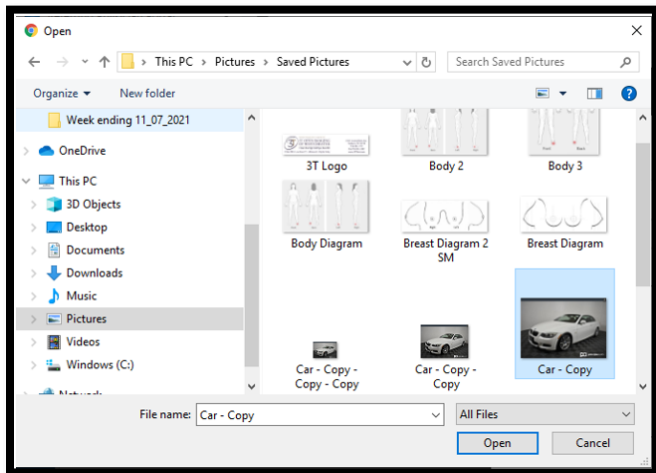 Open
This PC > Pictures > Saved Pictures
Search Saved Pictures
Organize
New folder
Week ending 11_07_2021
OneDrive
This PC
3D Objects
Desktop
Documents
Downloads
Music
Pictures
Videos
Windows (C:)
Network
3T Logo
Body 2
Body 3
Body Diagram
Breast Diagram 2
SM
Breast Diagram
Car - Copy -
Copy - Copy
Car - Copy -
Copy
Car - Copy
File name:
Car - Copy
All Files
Open
Cancel